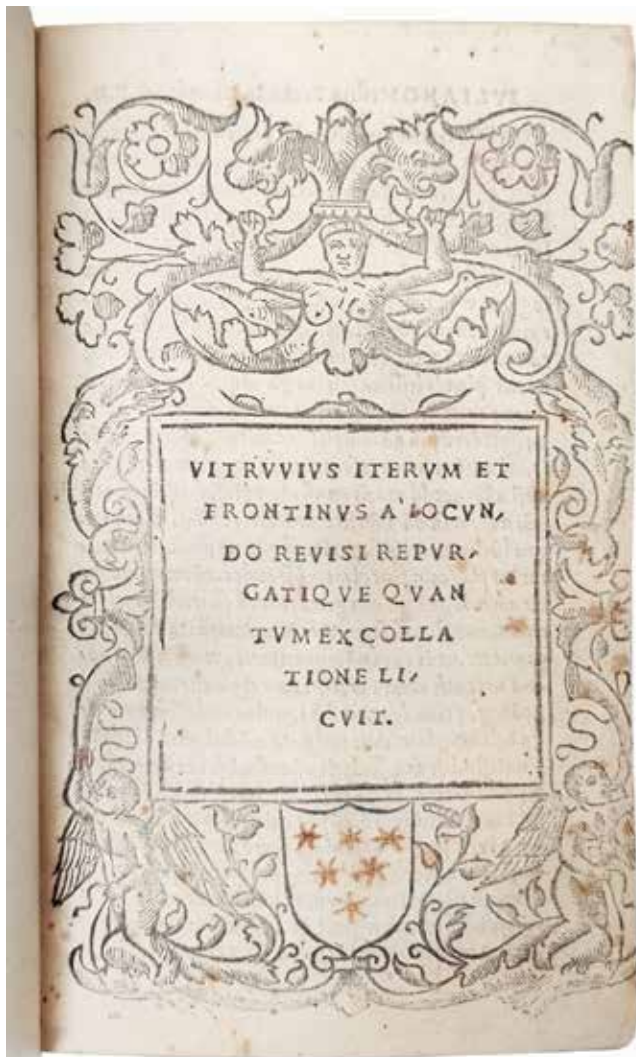 VITRVVIVS ITERVM ET
FRONTINVS A' IOCVN,
DO REVISI REPVR,
GATIQVE QVAN
TVM EX COLLA
TIONE LI,
CVIT.